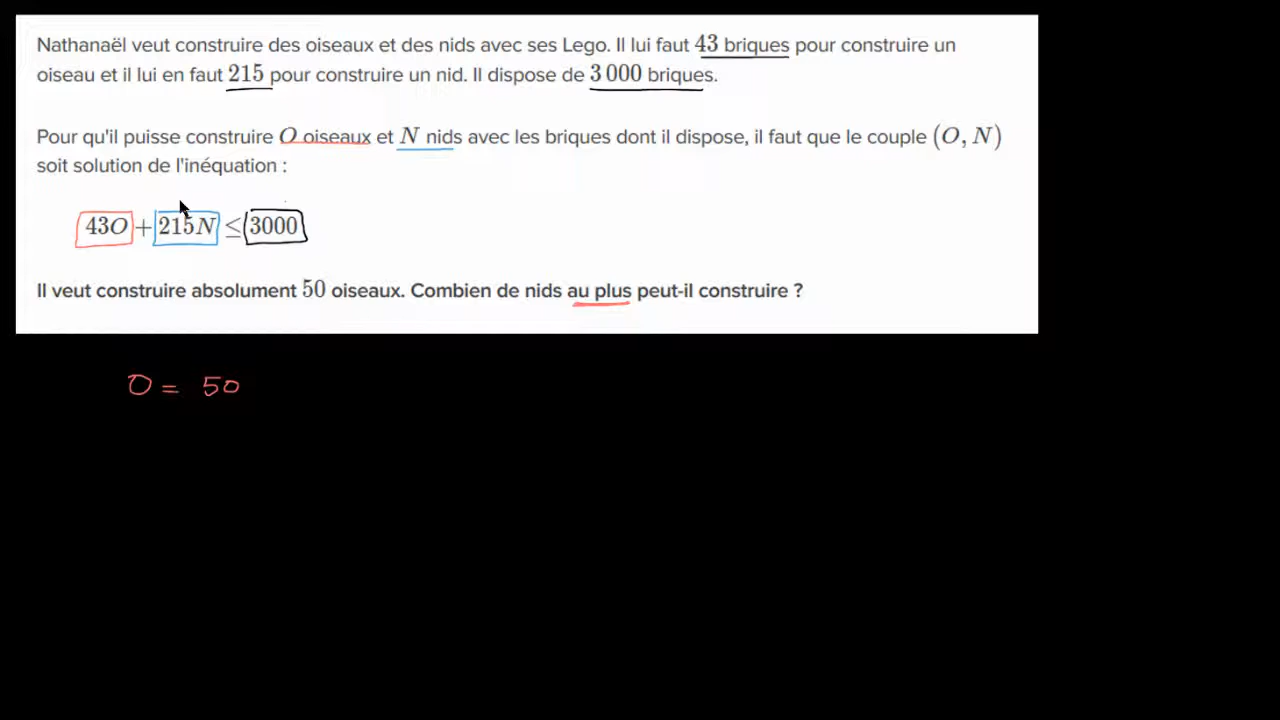 Nathanaël veut construire des oiseaux et des nids avec ses Lego. Il lui faut 43 briques pour construire un
oiseau et il lui en faut 215 pour construire un nid. Il dispose de 3 000 briques.
Pour qu'il puisse construire O oiseaux et N nids avec les briques dont il dispose, il faut que le couple (O, N)
soit solution de l'inéquation :
43O + 215N ≤ 3000
Il veut construire absolument 50 oiseaux. Combien de nids au plus peut-il construire ?
O = 50